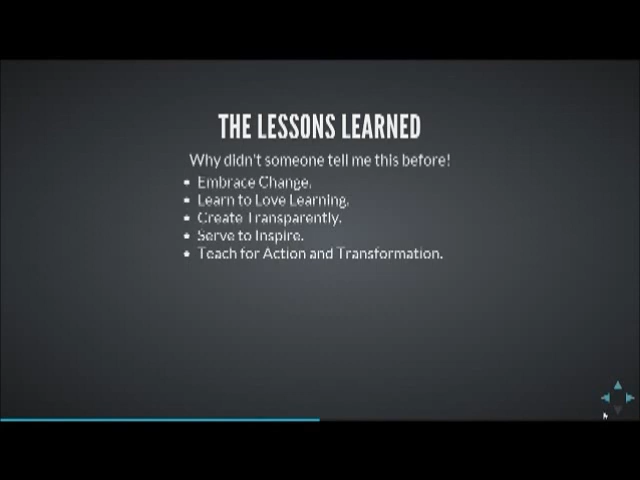 THE LESSONS LEARNED
Why didn't someone tell me this before!
Embrace Change.
Learn to Love Learning.
Create Transparently.
Serve to Inspire.
Teach for Action and Transformation.